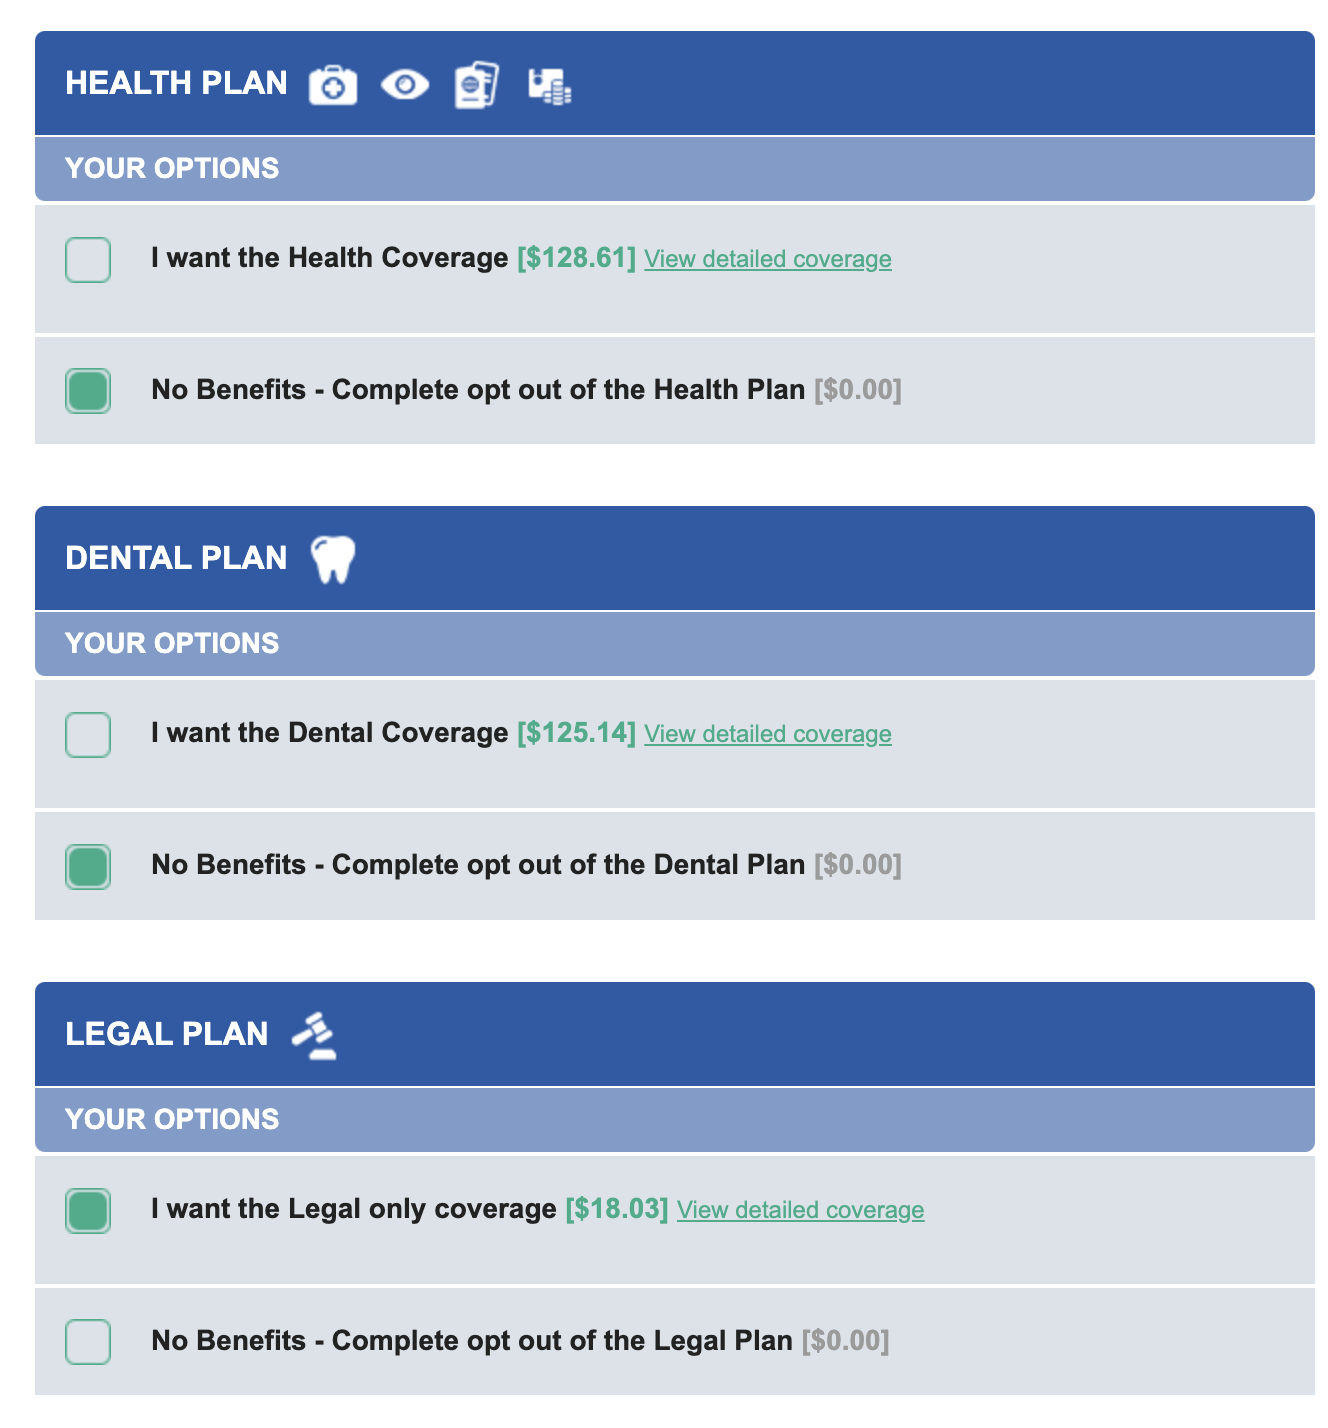 HEALTH PLAN
YOUR OPTIONS
I want the Health Coverage [$128.61] View detailed coverage
No Benefits - Complete opt out of the Health Plan [$0.00]
DENTAL PLAN
YOUR OPTIONS
I want the Dental Coverage [$125.14] View detailed coverage
No Benefits - Complete opt out of the Dental Plan [$0.00]
LEGAL PLAN
YOUR OPTIONS
I want the Legal only coverage [$18.03] View detailed coverage
No Benefits - Complete opt out of the Legal Plan [$0.00]